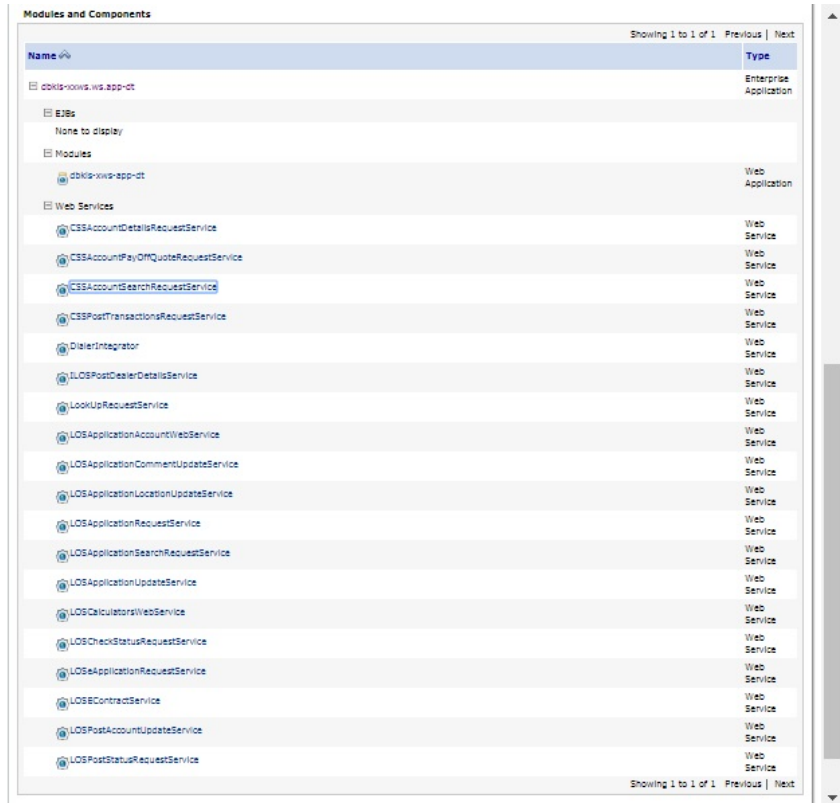 Modules and Components
Showing 1 to 1 of 1 Previous | Next
Name Type
dbkis-xxws.ws.app-dt Enterprise
Application
EJBs
None to display
Modules
dbkis-xws-app-dt Web
Application
Web Services
CSSAccountDetailsRequestService Web
Service
CSSAccountPayOffQuoteRequestService Web
Service
CSSAccountSearchRequestService Web
Service
CSSPostTransactionsRequestService Web
Service
DialerIntegrator Web
Service
ILOSPostDealerDetailsService Web
Service
LookUpRequestService Web
Service
LOSApplicationAccountWebService Web
Service
LOSApplicationCommentUpdateService Web
Service
LOSApplicationLocationUpdateService Web
Service
LOSApplicationRequestService Web
Service
LOSApplicationSearchRequestService Web
Service
LOSApplicationUpdateService Web
Service
LOSCalculatorsWebService Web
Service
LOSCheckStatusRequestService Web
Service
LOSeApplicationRequestService Web
Service
LOSEContractService Web
Service
LOSPostAccountUpdateService Web
Service
LOSPostStatusRequestService Web
Service
Showing 1 to 1 of 1 Previous | Next